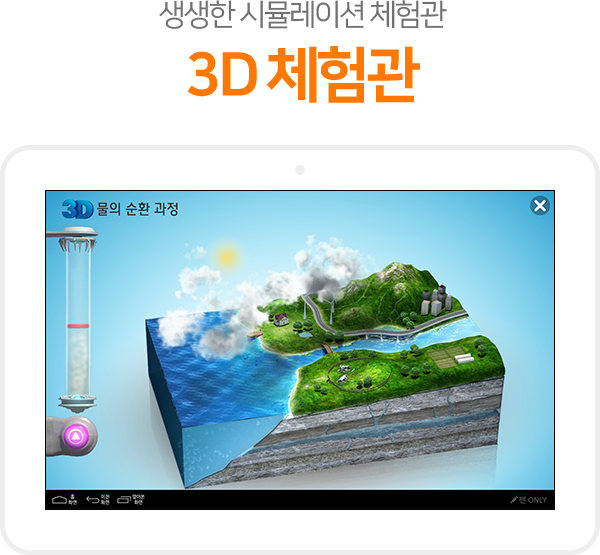 생생한 시뮬레이션 체험관
3D 체험관
3D 물의 순환 과정
홈 화면
이전 화면
열어본 화면
펜 ONLY